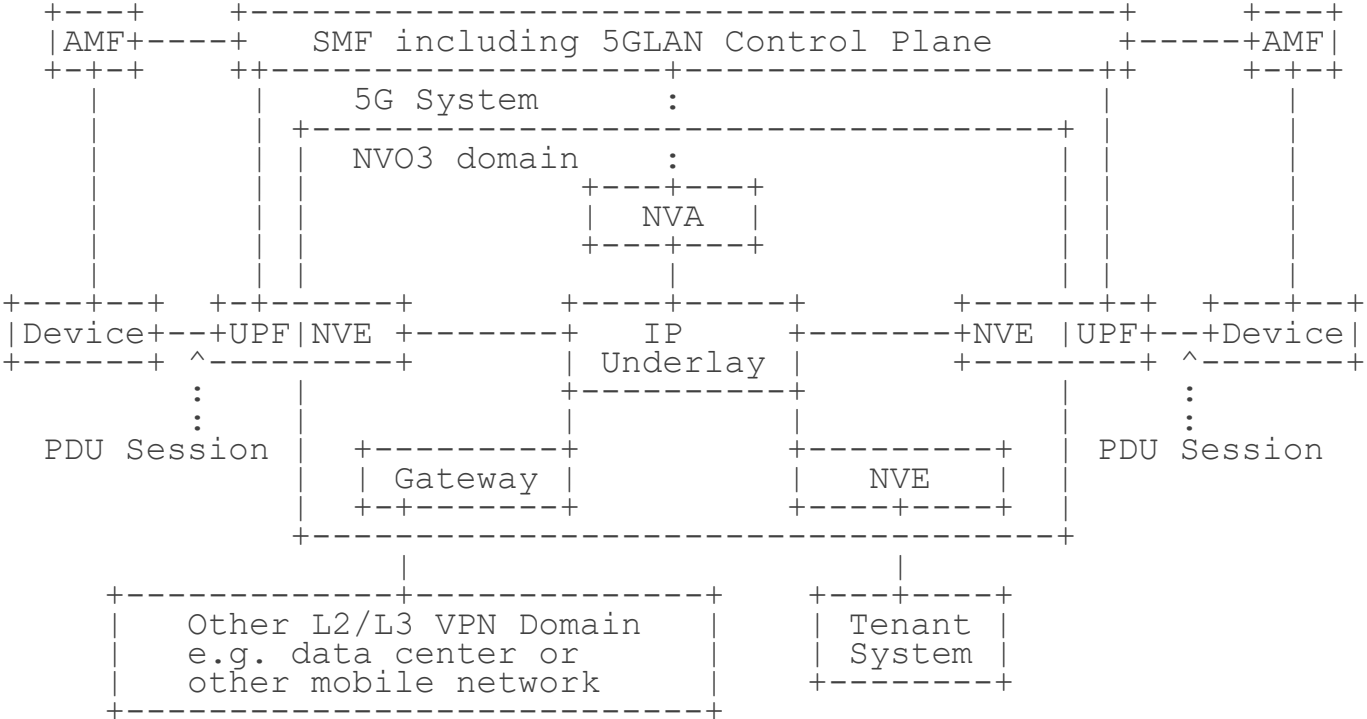 AMF SMF including 5GLAN Control Plane AMF
5G System
NVO3 domain
NVA
Device UPF NVE IP NVE UPF Device
Underlay
PDU Session PDU Session
Gateway NVE
Other L2/L3 VPN Domain Tenant
e.g. data center or System
other mobile network